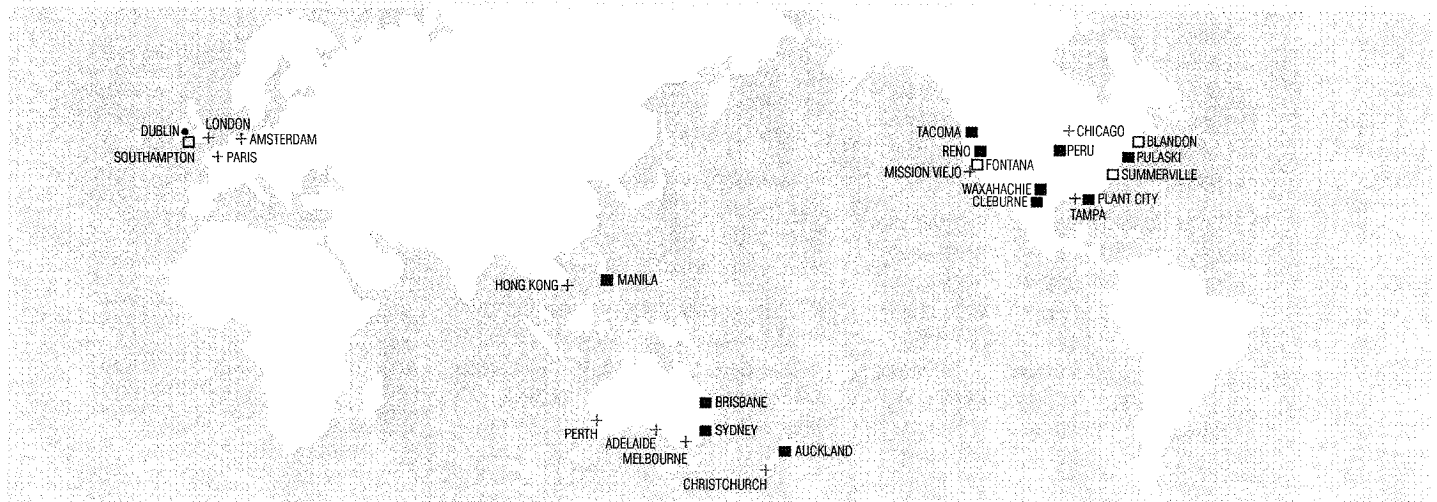 DUBLIN
LONDON
AMSTERDAM
SOUTHAMPTON
PARIS
TACOMA
CHICAGO
BLANDON
RENO
PERU
PULASKI
FONTANA
MISSION VIEJO
SUMMERVILLE
WAXAHACHIE
CLEBURNE
PLANT CITY
TAMPA
HONG KONG
MANILA
BRISBANE
PERTH
SYDNEY
ADELAIDE
MELBOURNE
AUCKLAND
CHRISTCHURCH